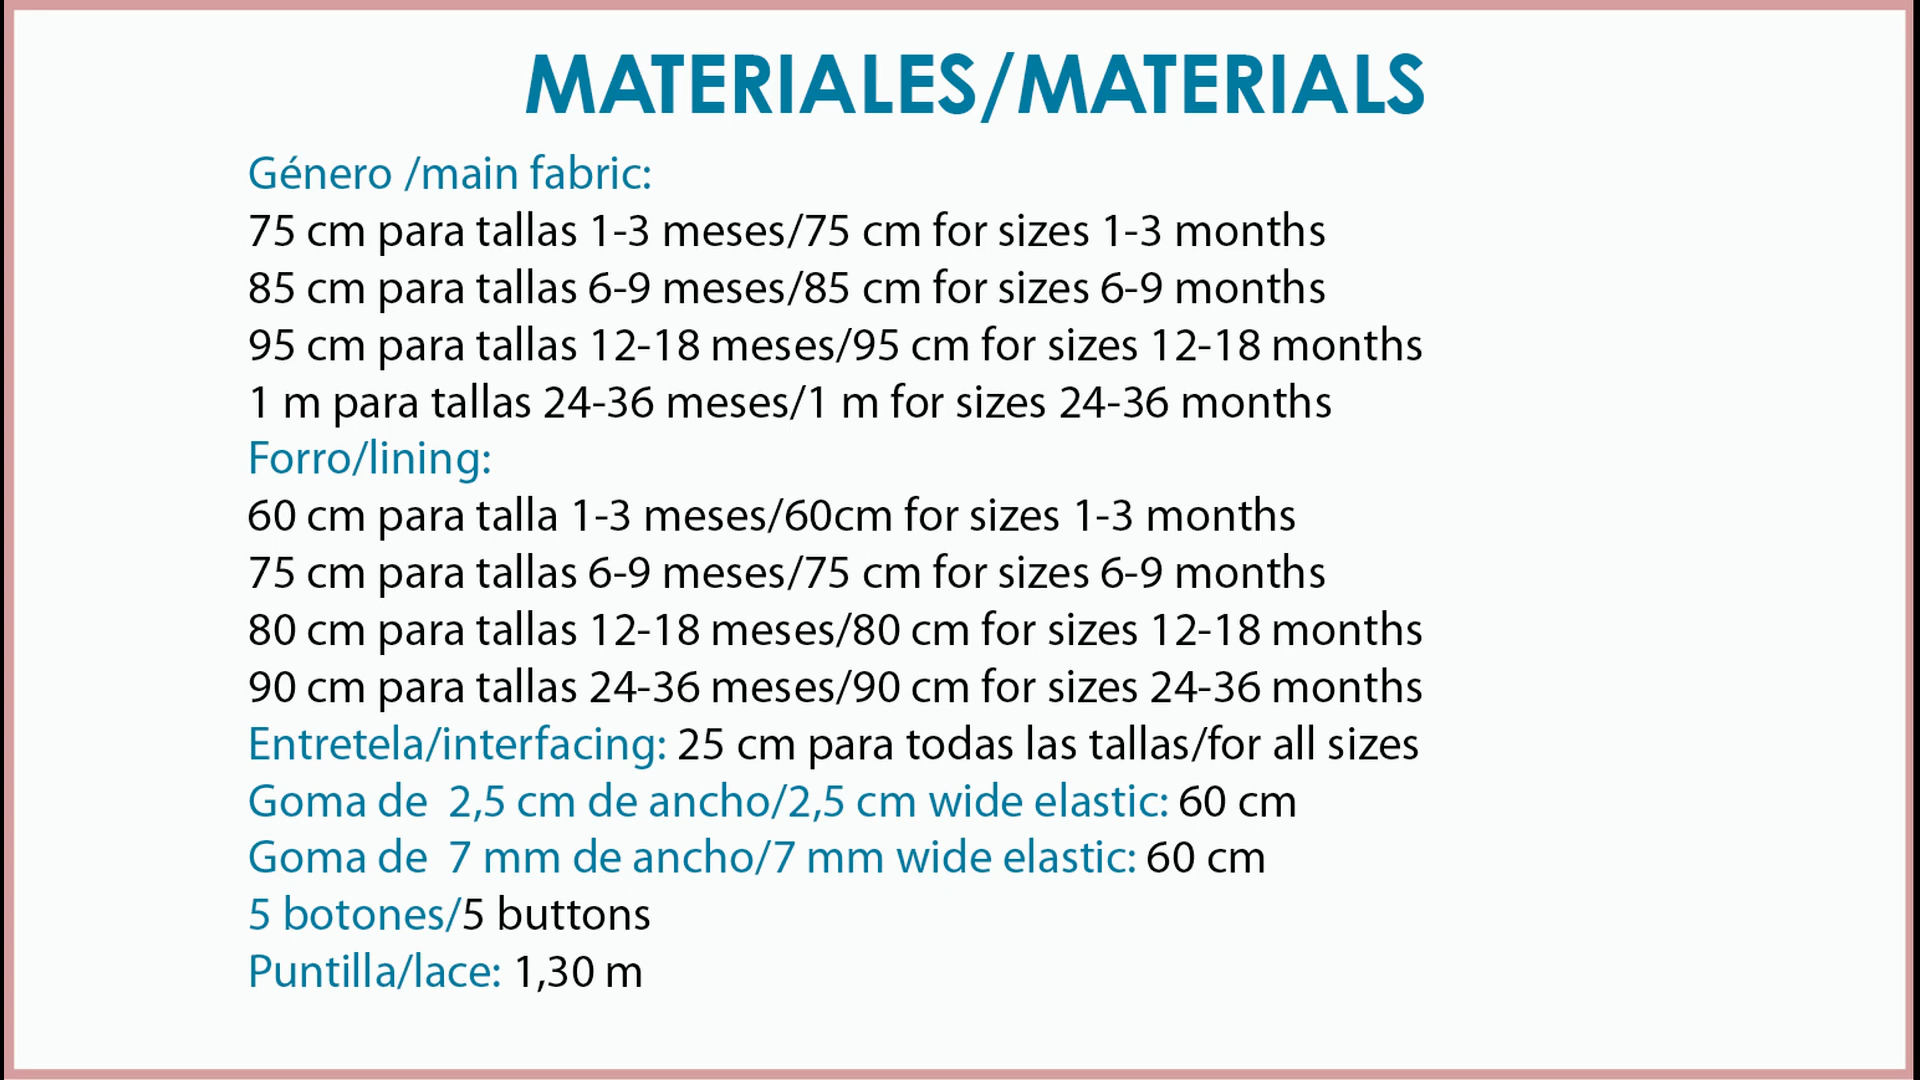 MATERIALES/MATERIALS
Género /main fabric:
75 cm para tallas 1-3 meses/75 cm for sizes 1-3 months
85 cm para tallas 6-9 meses/85 cm for sizes 6-9 months
95 cm para tallas 12-18 meses/95 cm for sizes 12-18 months
1 m para tallas 24-36 meses/1 m for sizes 24-36 months
Forro/lining:
60 cm para talla 1-3 meses/60cm for sizes 1-3 months
75 cm para tallas 6-9 meses/75 cm for sizes 6-9 months
80 cm para tallas 12-18 meses/80 cm for sizes 12-18 months
90 cm para tallas 24-36 meses/90 cm for sizes 24-36 months
Entretela/interfacing: 25 cm para todas las tallas/for all sizes
Goma de  2,5 cm de ancho/2,5 cm wide elastic: 60 cm
Goma de  7 mm de ancho/7 mm wide elastic: 60 cm
5 botones/5 buttons
Puntilla/lace: 1,30 m